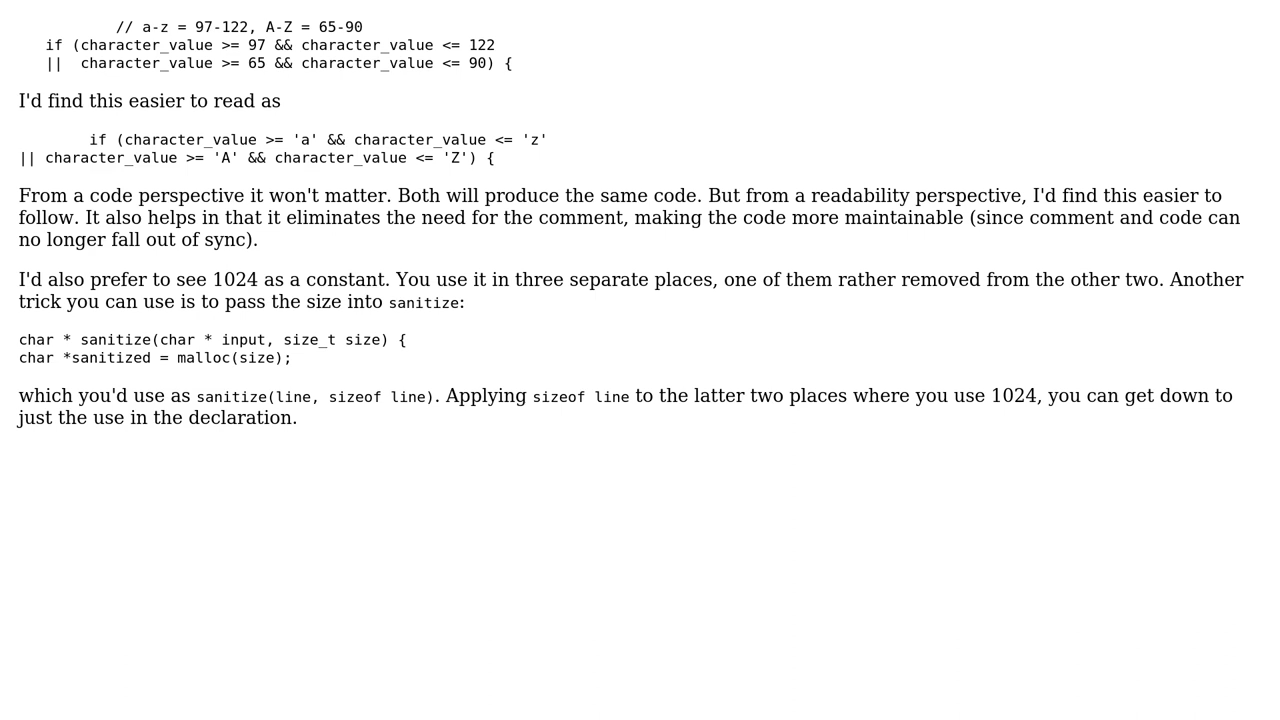 // a-z = 97-122, A-Z = 65-90
if (character_value >= 97 && character_value <= 122
||  character_value >= 65 && character_value <= 90) {
I'd find this easier to read as
if (character_value >= 'a' && character_value <= 'z'
|| character_value >= 'A' && character_value <= 'Z') {
From a code perspective it won't matter. Both will produce the same code. But from a readability perspective, I'd find this easier to
follow. It also helps in that it eliminates the need for the comment, making the code more maintainable (since comment and code can
no longer fall out of sync).
I'd also prefer to see 1024 as a constant. You use it in three separate places, one of them rather removed from the other two. Another
trick you can use is to pass the size into sanitize:
char * sanitize(char * input, size_t size) {
char *sanitized = malloc(size);
which you'd use as sanitize(line, sizeof line). Applying sizeof line to the latter two places where you use 1024, you can get down to
just the use in the declaration.